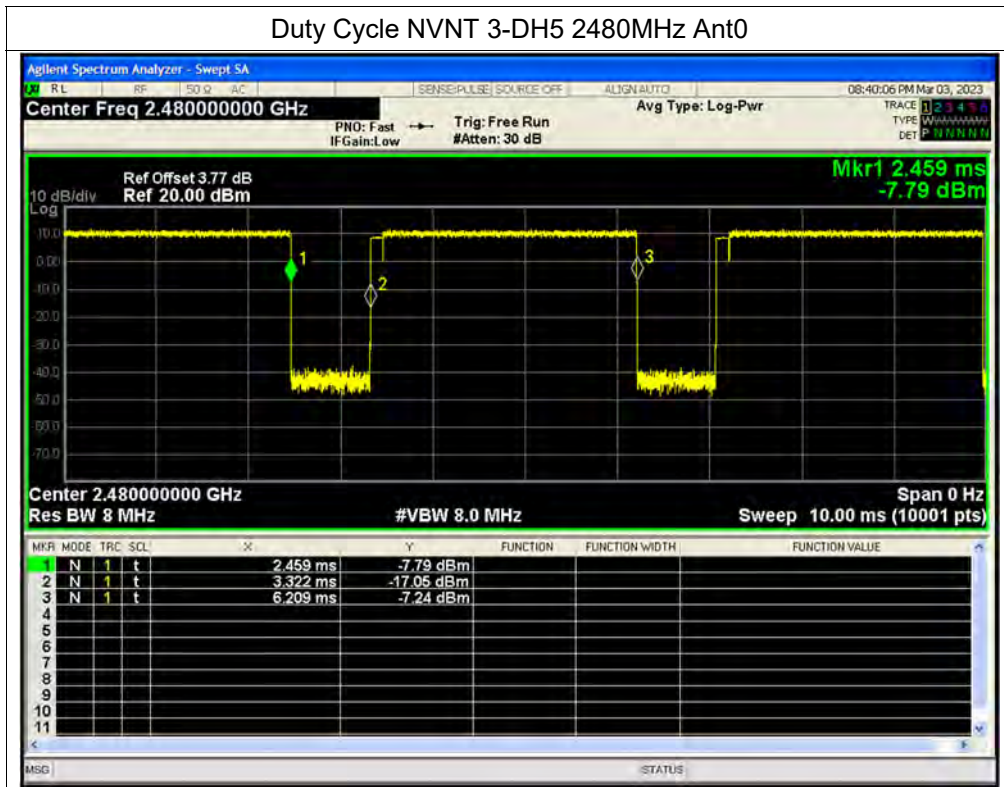 Duty Cycle NVNT 3-DH5 2480MHz Ant0
Agilent Spectrum Analyzer - Swept SA
RL RF 50 Ω AC SENSE:PULSE SOURCE OFF ALIGN AUTO 08:40:06 PM Mar 03, 2023
Center Freq 2.480000000 GHz Avg Type: Log-Pwr TRACE 1 2 3 4 5 6
PNO: Fast Trig: Free Run TYPE
IFGain:Low #Atten: 30 dB DET P N N N N N
Mkr1 2.459 ms
Ref Offset 3.77 dB
10 dB/div Ref 20.00 dBm -7.79 dBm
Log
10.0
0.00
-10.0
-20.0
-30.0
-40.0
-50.0
-60.0
-70.0
1
2
3
Center 2.480000000 GHz Span 0 Hz
Res BW 8 MHz #VBW 8.0 MHz Sweep 10.00 ms (10001 pts)
MKR MODE TRC SCL X Y FUNCTION FUNCTION WIDTH FUNCTION VALUE
1 N 1 t 2.459 ms -7.79 dBm
2 N 1 t 3.322 ms -17.05 dBm
3 N 1 t 6.209 ms -7.24 dBm
4
5
6
7
8
9
10
11
MSG STATUS